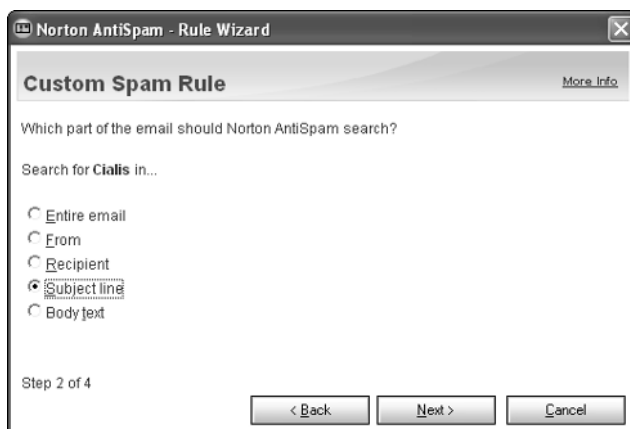 Norton AntiSpam - Rule Wizard
Custom Spam Rule
More Info
Which part of the email should Norton AntiSpam search?
Search for Cialis in...
Entire email
From
Recipient
Subject line
Body text
Step 2 of 4
< Back
Next >
Cancel